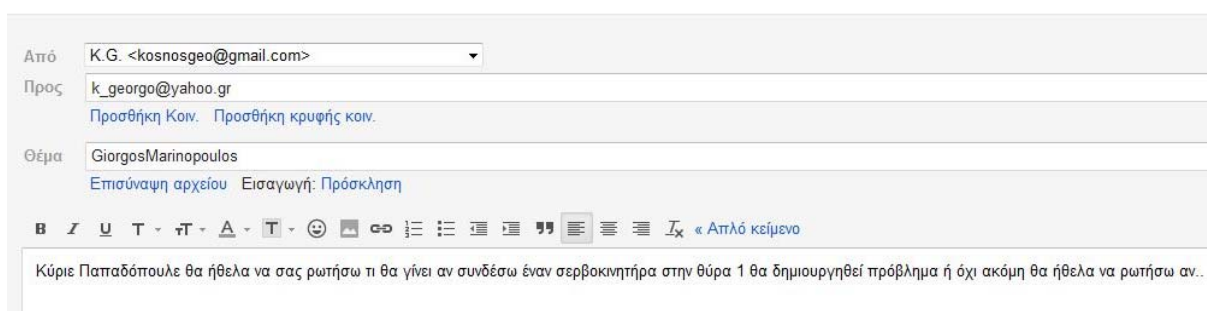 Από K.G. <kosnosgeo@gmail.com>
Προς k_georgo@yahoo.gr
Προσθήκη Κοιν. Προσθήκη κρυφής κοιν.
Θέμα GiorgosMarinopoulos
Επισύναψη αρχείου Εισαγωγή: Πρόσκληση
B I U T T A T Tx « Απλό κείμενο
Κύριε Παπαδόπουλε θα ήθελα να σας ρωτήσω τι θα γίνει αν συνδέσω έναν σερβοκινητήρα στην θύρα 1 θα δημιουργηθεί πρόβλημα ή όχι ακόμη θα ήθελα να ρωτήσω αν..